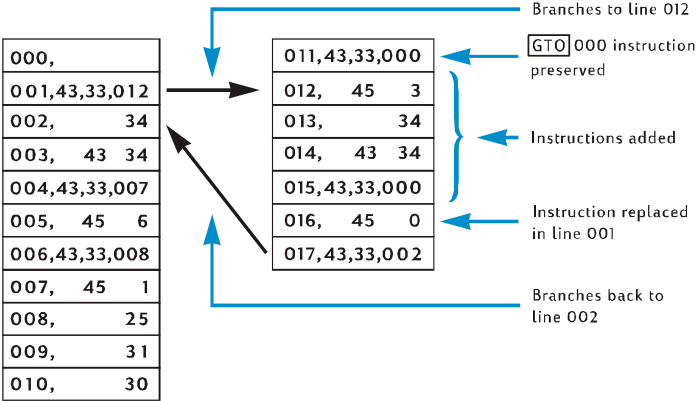 000,
001,43,33,012
002, 34
003, 43 34
004,43,33,007
005, 45 6
006,43,33,008
007, 45 1
008, 25
009, 31
010, 30
011,43,33,000
012, 45 3
013, 34
014, 43 34
015,43,33,000
016, 45 0
017,43,33,002
Branches to line 012
GTO 000 instruction
preserved
Instructions added
Instruction replaced
in line 001
Branches back to
line 002